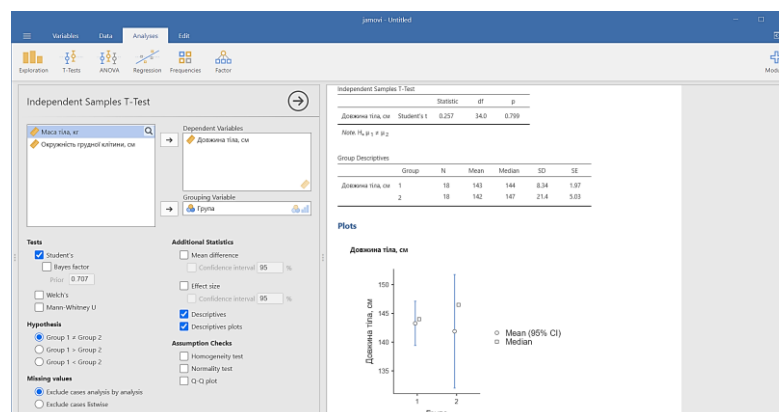 jamovi - Untitled
Variables Data Analyses Edit
Exploration T-Tests ANOVA Regression Frequencies Factor
Independent Samples T-Test
Маса тіла, кг
Окружність грудної клітини, см
Dependent Variables
Довжина тіла, см
Grouping Variable
Група
Tests
Student's
Bayes factor
Prior 0.707
Welch's
Mann-Whitney U
Hypothesis
Group 1 ≠ Group 2
Group 1 > Group 2
Group 1 < Group 2
Missing values
Exclude cases analysis by analysis
Exclude cases listwise
Additional Statistics
Mean difference
Confidence interval 95 %
Effect size
Confidence interval 95 %
Descriptives
Descriptives plots
Assumption Checks
Homogeneity test
Normality test
Q-Q plot
Independent Samples T-Test
Statistic df p
Довжина тіла, см Student's t 0.257 34.0 0.799
Note. Hₐ μ 1 ≠ μ 2
Group Descriptives
Group N Mean Median SD SE
Довжина тіла, см 1 18 143 144 8.34 1.97
2 18 142 147 21.4 5.03
Plots
Довжина тіла, см
150
145
140
135
Довжина тіла, см
1 2
Mean (95% CI)
Median